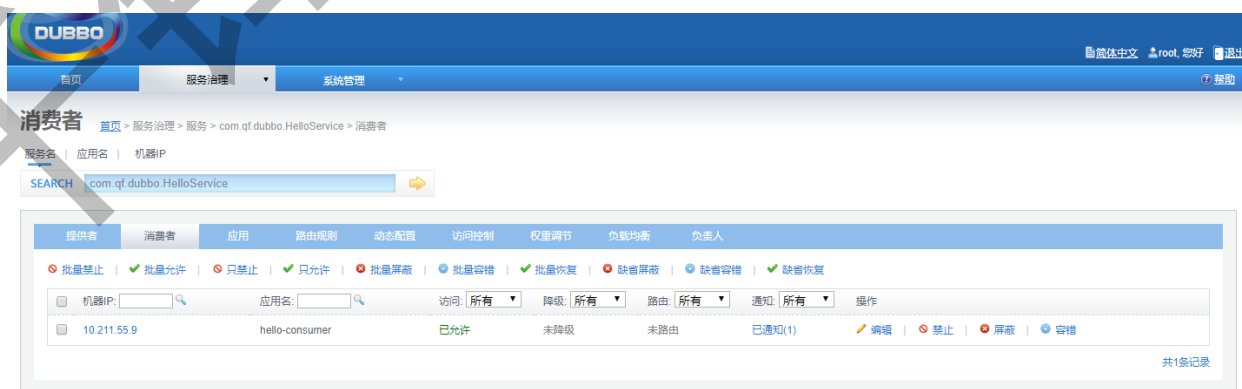 DUBBO
简体中文 root, 您好 退出
首页 服务治理 系统管理 帮助
消费者 首页 > 服务治理 > 服务 > com.qf.dubbo.HelloService > 消费者
服务名 | 应用名 | 机器IP
SEARCH com.qf.dubbo.HelloService
提供者 消费者 应用 路由规则 动态配置 访问控制 权重调节 负载均衡 负责人
批量禁止 | 批量允许 | 只禁止 | 只允许 | 批量屏蔽 | 批量容错 | 批量恢复 | 缺省屏蔽 | 缺省容错 | 缺省恢复
机器IP: 应用名: 访问: 所有 降级: 所有 路由: 所有 通知: 所有 操作
10.211.55.9 hello-consumer 已允许 未降级 未路由 已通知(1) 编辑 | 禁止 | 屏蔽 | 容错
共1条记录